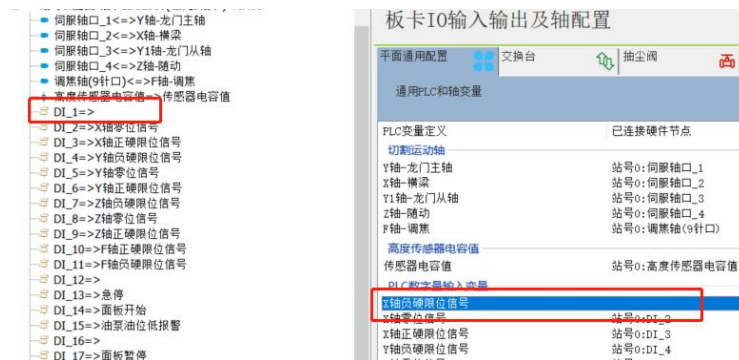 伺服轴口_1<=>Y轴-龙门主轴
伺服轴口_2<=>X轴-横梁
伺服轴口_3<=>Y1轴-龙门从轴
伺服轴口_4<=>Z轴-随动
调焦轴(9针口)<=>F轴-调焦
高度传感器电容值=>传感器电容值
DI_1=>
DI_2=>X轴零位信号
DI_3=>X轴正硬限位信号
DI_4=>Y轴负硬限位信号
DI_5=>Y轴零位信号
DI_6=>Y轴正硬限位信号
DI_7=>Z轴负硬限位信号
DI_8=>Z轴零位信号
DI_9=>Z轴正硬限位信号
DI_10=>F轴正硬限位信号
DI_11=>F轴负硬限位信号
DI_12=>
DI_13=>急停
DI_14=>面板开始
DI_15=>油泵油位低报警
DI_16=>
DI_17=>面板暂停
板卡IO输入输出及轴配置
平面通用配置 交换台 抽尘阀
通用PLC和轴变量
PLC变量定义 已连接硬件节点
切割运动轴
Y轴-龙门主轴 站号0:伺服轴口_1
X轴-横梁 站号0:伺服轴口_2
Y1轴-龙门从轴 站号0:伺服轴口_3
Z轴-随动 站号0:伺服轴口_4
F轴-调焦 站号0:调焦轴(9针口)
高度传感器电容值
传感器电容值 站号0:高度传感器电容值
PLC数字量输入变量
X轴负硬限位信号
X轴零位信号 站号0:DI_2
X轴正硬限位信号 站号0:DI_3
Y轴负硬限位信号 站号0:DI_4